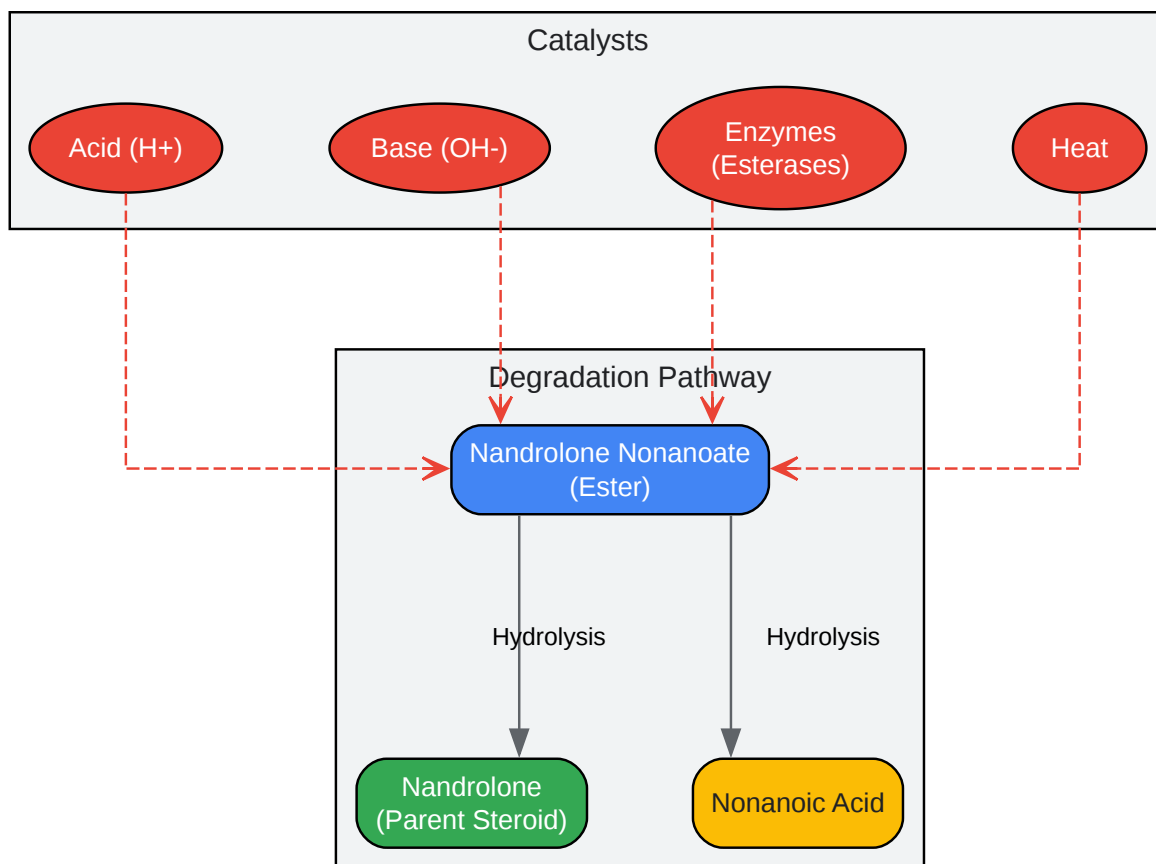 Catalysts
Acid (H+)
Base (OH-)
Enzymes
(Esterases)
Heat
Degradation Pathway
Nandrolone Nonanoate
(Ester)
Hydrolysis
Hydrolysis
Nandrolone
(Parent Steroid)
Nonanoic Acid